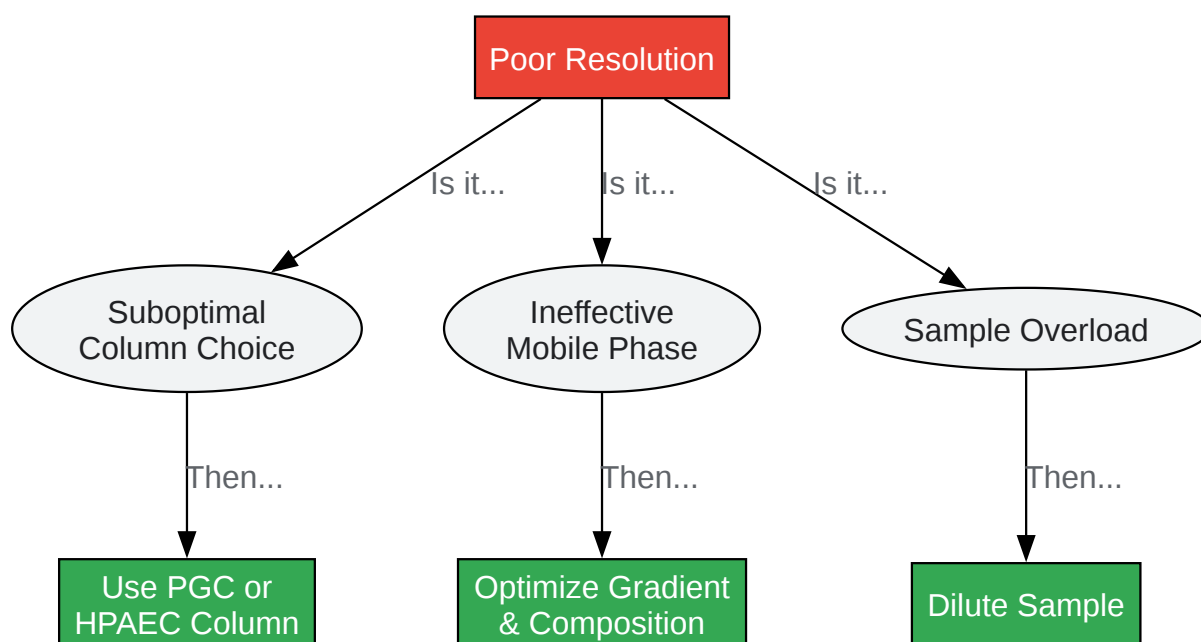 Poor Resolution
Is it...
Is it...
Is it...
Suboptimal
Column Choice
Ineffective
Mobile Phase
Sample Overload
Then...
Then...
Then...
Use PGC or
HPAEC Column
Optimize Gradient
& Composition
Dilute Sample